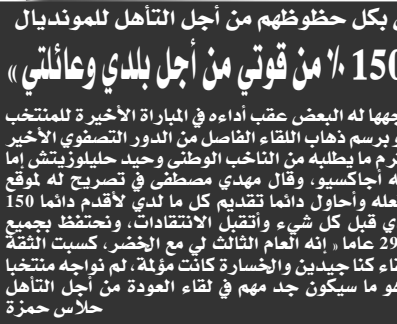 بكل حظوظهم من أجل التأهل للمونديال
150 % من قوتي من أجل بلدي وعائلتي »
جهها له البعض عقب أداءه في المباراة الأخيرة للمنتخب
و برسم ذهاب اللقاء الفاصل من الدور التصفوي الأخير
رم ما يطلبه من الناخب الوطني وحيد حليلوزيتش إما
ه أجاكسيو، وقال مهدي مصطفى في تصريح له لموقع
عله وأحاول دائما تقديم كل ما لدي لأقدم دائما 150
ي قبل كل شيء وأتقبل الانتقادات، ونحتفظ بجميع
29 عاما « إنه العام الثالث لي مع الخضر، كسبت الثقة
اء كنا جيدين والخسارة كانت مؤلمة، لم نواجه منتخبا
هو ما سيكون جد مهم في لقاء العودة من أجل التأهل
حلاس حمزة